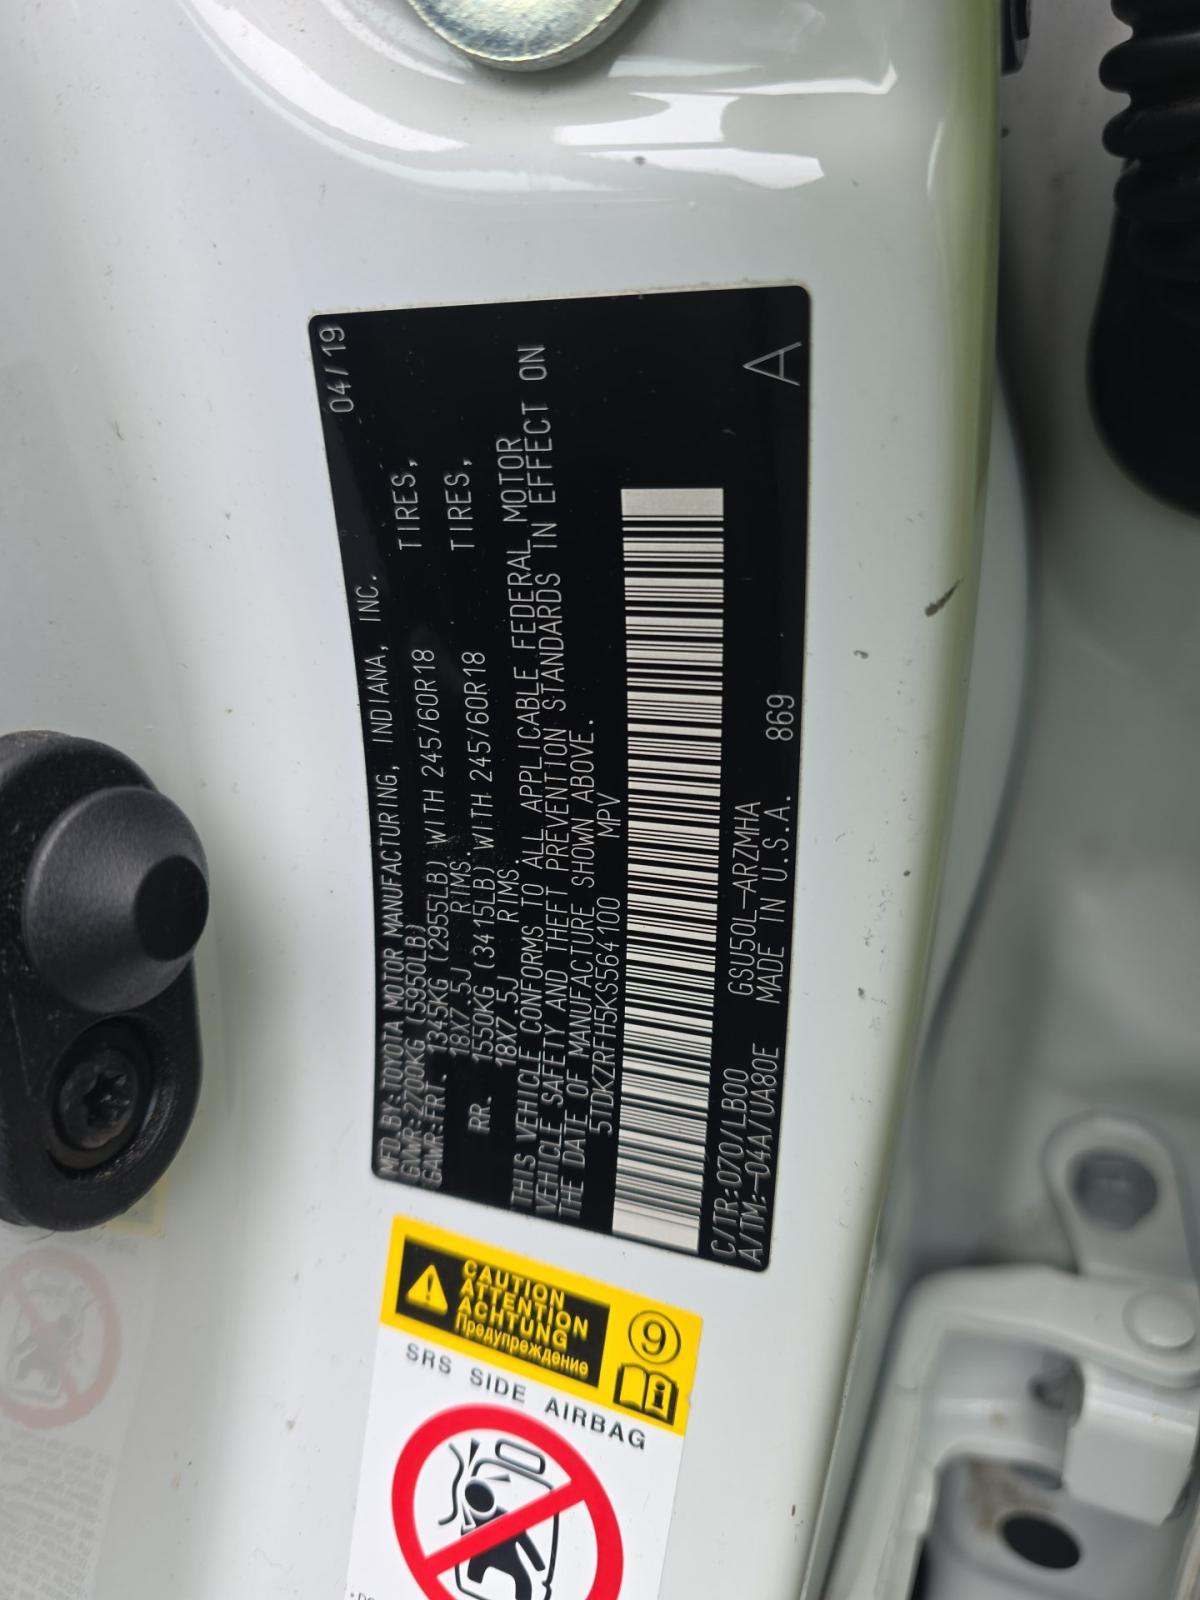 MFD.BY:TOYOTA MOTOR MANUFACTURING, INDIANA, INC. 04/19
GVWR:2700KG (5950LB)
GAWR:FRT. 1345KG (2955LB) WITH 245/60R18 TIRES,
18X7.5J RIMS.
RR. 1550KG (3415LB) WITH 245/60R18 TIRES,
18X7.5J RIMS.
THIS VEHICLE CONFORMS TO ALL APPLICABLE FEDERAL MOTOR
VEHICLE SAFETY AND THEFT PREVENTION STANDARDS IN EFFECT ON
THE DATE OF MANUFACTURE SHOWN ABOVE.
5TDKZRFH5KS564100 MPV
C/TR:070/LB00 GSU50L-ARZMHA
A/TM:-04A/UA80E MADE IN U.S.A. 869 A
CAUTION
ATTENTION
ACHTUNG
Предупреждение
9
i
SRS SIDE AIRBAG